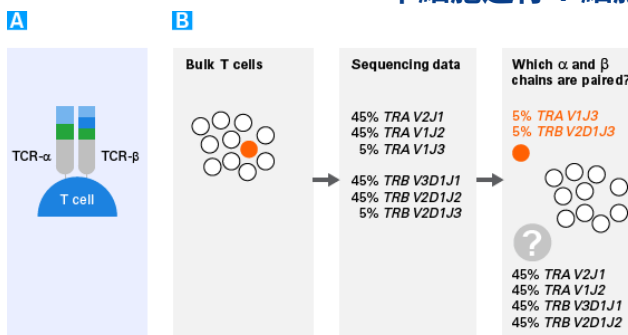 A
B
TCR-α
TCR-β
T cell
Bulk T cells
Sequencing data
45% TRA V2J1
45% TRA V1J2
5% TRA V1J3
45% TRB V3D1J1
45% TRB V2D1J2
5% TRB V2D1J3
Which α and β
chains are paired?
5% TRA V1J3
5% TRB V2D1J3
?
45% TRA V2J1
45% TRA V1J2
45% TRB V3D1J1
45% TRB V2D1J2